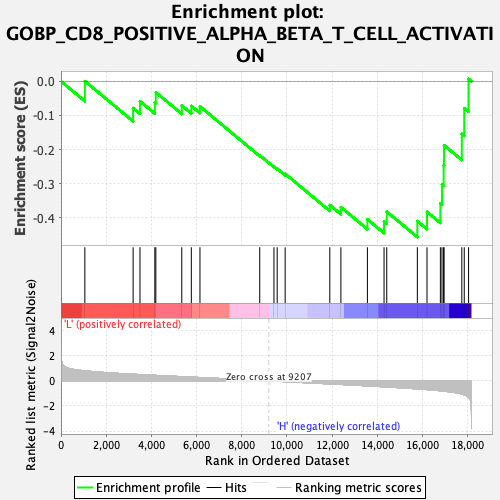 Enrichment plot:
GOBP_CD8_POSITIVE_ALPHA_BETA_T_CELL_ACTIVATI
ON
Enrichment score (ES)
0.0
-0.1
-0.2
-0.3
-0.4
'L' (positively correlated)
Ranked list metric (Signal2Noise)
4
2
0
-2
-4
Zero cross at 9207
'H' (negatively correlated)
0
2,000
4,000
6,000
8,000
10,000
12,000
14,000
16,000
18,000
Rank in Ordered Dataset
Enrichment profile
Hits
Ranking metric scores